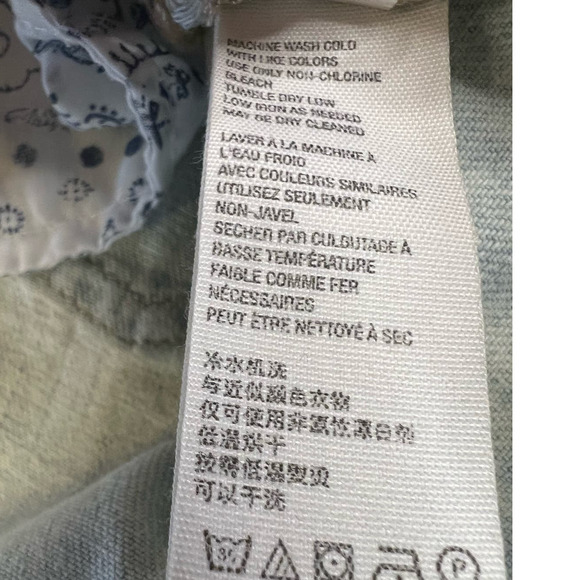 MACHINE WASH COLD
WITH LIKE COLORS
USE ONLY NON-CHLORINE
BLEACH
TUMBLE DRY LOW
LOW IRON AS NEEDED
MAY BE DRY CLEANED
LAVER A LA MACHINE À
L'EAU FROID
AVEC COULEURS SIMILAIRES
UTILISEZ SEULEMENT
NON-JAVEL
SECHER PAR CULBUTAGE À
BASSE TEMPÉRATURE
FAIBLE COMME FER
NÉCESSAIRES
PEUT ÊTRE NETTOYÉ À SEC
冷水机洗
与近似颜色衣物
仅可使用非氯性漂白剂
低温烘干
按需低温熨烫
可以干洗
30 P